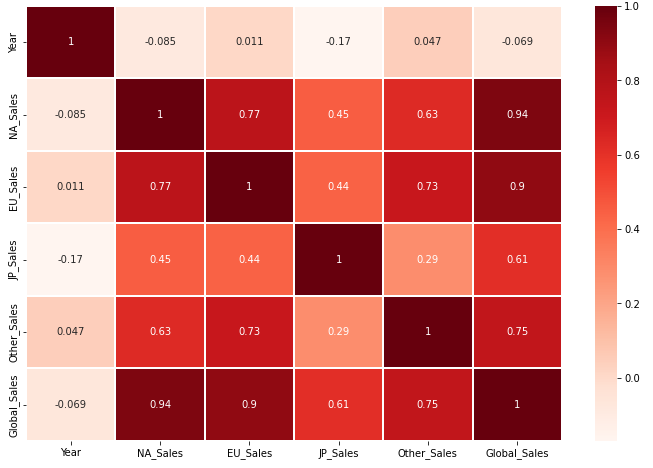 Year 1 -0.085 0.011 -0.17 0.047 -0.069
NA_Sales -0.085 1 0.77 0.45 0.63 0.94
EU_Sales 0.011 0.77 1 0.44 0.73 0.9
JP_Sales -0.17 0.45 0.44 1 0.29 0.61
Other_Sales 0.047 0.63 0.73 0.29 1 0.75
Global_Sales -0.069 0.94 0.9 0.61 0.75 1
Year NA_Sales EU_Sales JP_Sales Other_Sales Global_Sales
1.0
0.8
0.6
0.4
0.2
0.0